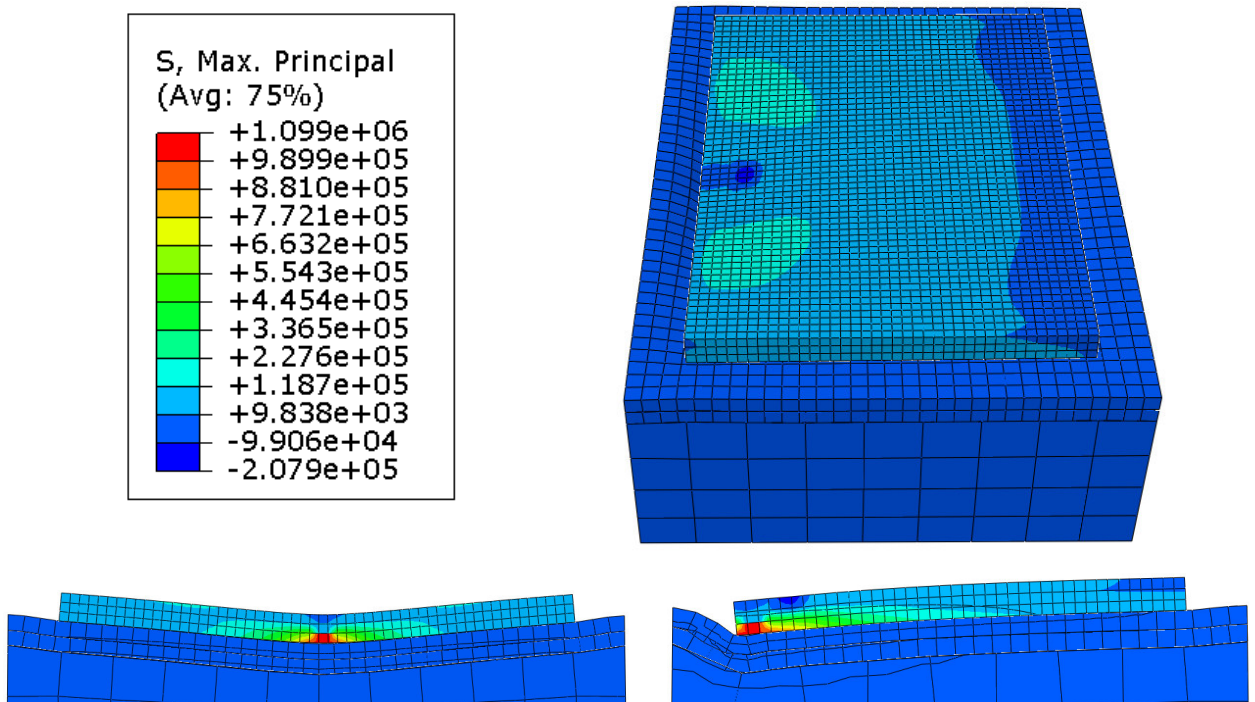 S, Max. Principal
(Avg: 75%)
+1.099e+06
+9.899e+05
+8.810e+05
+7.721e+05
+6.632e+05
+5.543e+05
+4.454e+05
+3.365e+05
+2.276e+05
+1.187e+05
+9.838e+03
-9.906e+04
-2.079e+05